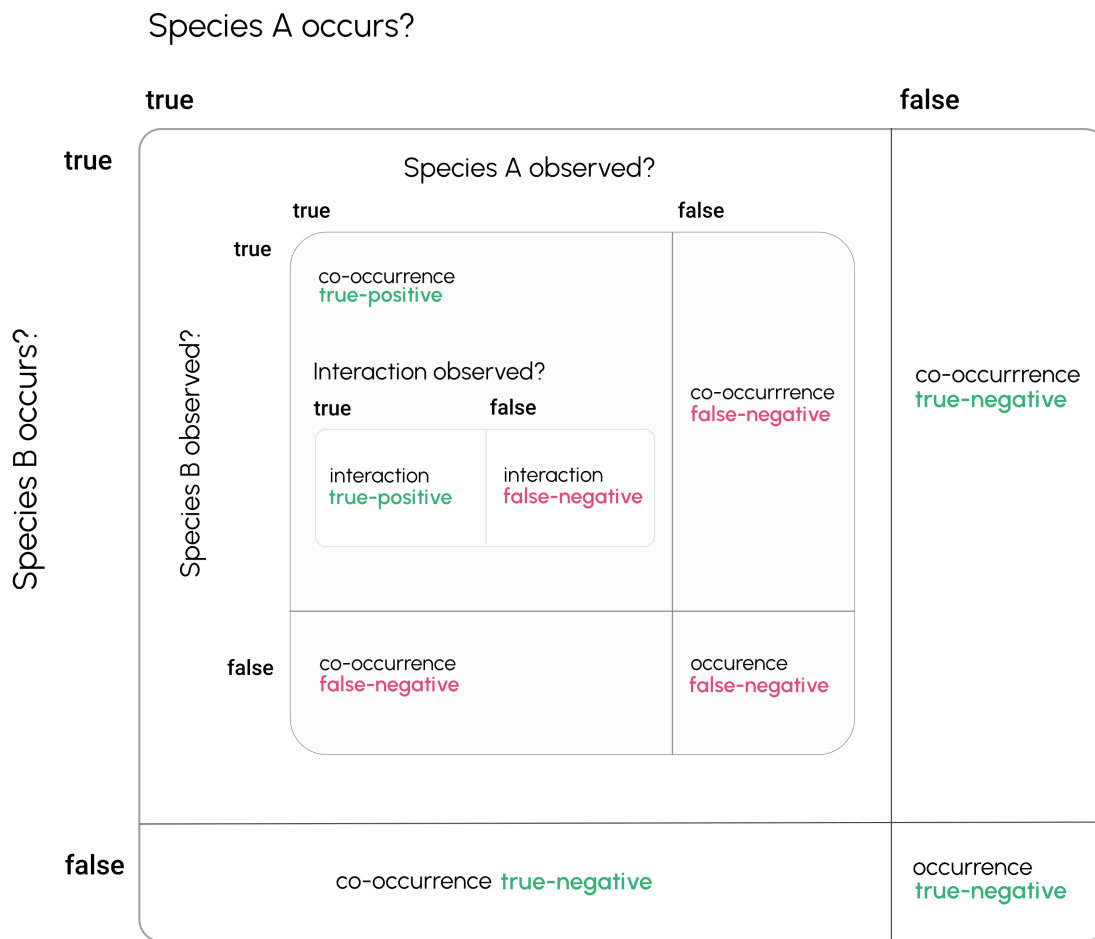 Species A occurs?
true
false
true
Species A observed?
true
false
true
co-occurrence
true-positive
Species B occurs?
Species B observed?
Interaction observed?
true
false
interaction
true-positive
interaction
false-negative
co-occurrrence
false-negative
co-occurrrence
true-negative
false
co-occurrence
false-negative
occurence
false-negative
false
co-occurrence true-negative
occurrence
true-negative